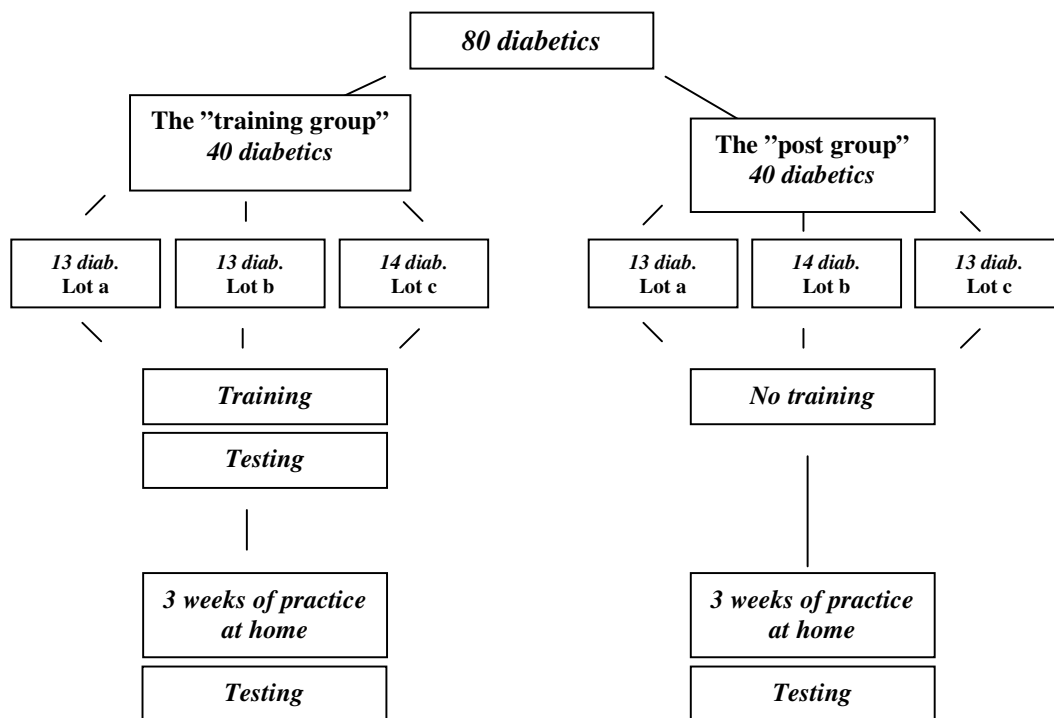 80 diabetics
The ”training group”
40 diabetics
The ”post group”
40 diabetics
13 diab.
Lot a
13 diab.
Lot b
14 diab.
Lot c
13 diab.
Lot a
14 diab.
Lot b
13 diab.
Lot c
Training
No training
Testing
3 weeks of practice
at home
3 weeks of practice
at home
Testing
Testing